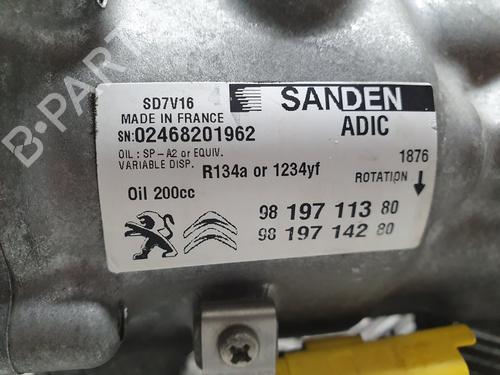 SD7V16
MADE IN FRANCE
SN:02468201962
SANDEN
ADIC
OIL : SP-A2 or EQUIV.
VARIABLE DISP.
R134a or 1234yf
1876
ROTATION
Oil 200cc
98 197 113 80
98 197 142 80